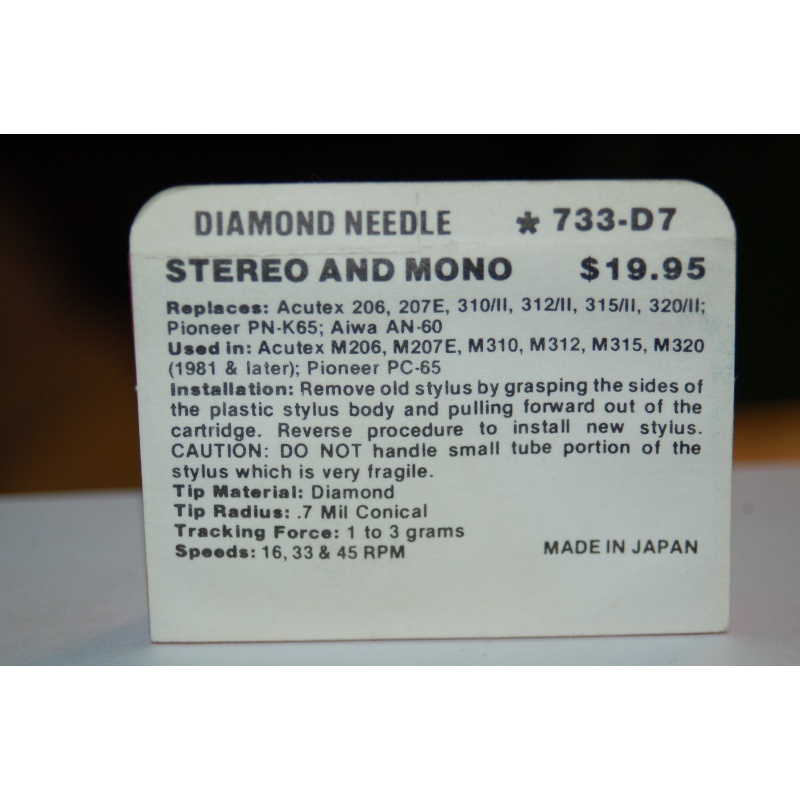 DIAMOND NEEDLE * 733-D7
STEREO AND MONO $19.95
Replaces: Acutex 206, 207E, 310/II, 312/II, 315/II, 320/II;
Pioneer PN-K65; Aiwa AN-60
Used in: Acutex M206, M207E, M310, M312, M315, M320
(1981 & later); Pioneer PC-65
Installation: Remove old stylus by grasping the sides of
the plastic stylus body and pulling forward out of the
cartridge. Reverse procedure to install new stylus.
CAUTION: DO NOT handle small tube portion of the
stylus which is very fragile.
Tip Material: Diamond
Tip Radius: .7 Mil Conical
Tracking Force: 1 to 3 grams
Speeds: 16, 33 & 45 RPM MADE IN JAPAN